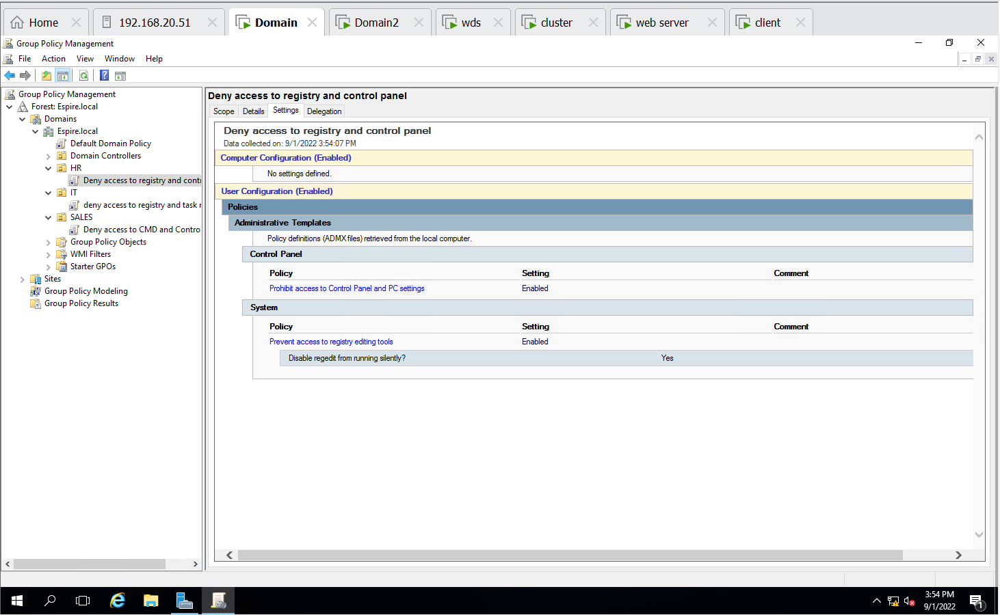 Home
192.168.20.51
Domain
Domain2
wds
cluster
web server
client
Group Policy Management
File Action View Window Help
Group Policy Management
Forest: Espire.local
Domains
Espire.local
Default Domain Policy
Domain Controllers
HR
Deny access to registry and contr
IT
deny access to registry and task r
SALES
Deny access to CMD and Contro
Group Policy Objects
WMI Filters
Starter GPOs
Sites
Group Policy Modeling
Group Policy Results
Deny access to registry and control panel
Scope Details Settings Delegation
Deny access to registry and control panel
Data collected on: 9/1/2022 3:54:07 PM
Computer Configuration (Enabled)
No settings defined.
User Configuration (Enabled)
Policies
Administrative Templates
Policy definitions (ADMX files) retrieved from the local computer.
Control Panel
Policy Setting Comment
Prohibit access to Control Panel and PC settings Enabled
System
Policy Setting Comment
Prevent access to registry editing tools Enabled
Disable regedit from running silently? Yes
3:54 PM
9/1/2022
1